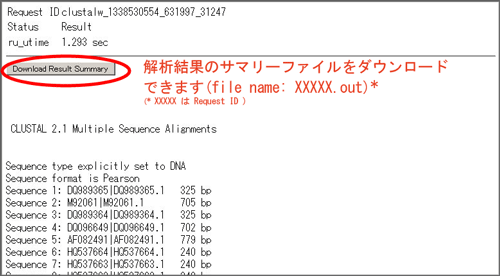 Request ID clustalw_1338530554_631997_31247
Status Result
ru_utime 1.293 sec
Download Result Summary
解析結果のサマリーファイルをダウンロード
できます(file name: XXXXX.out)*
(* XXXXX は Request ID )
CLUSTAL 2.1 Multiple Sequence Alignments
Sequence type explicitly set to DNA
Sequence format is Pearson
Sequence 1: DQ989365|DQ989365.1 325 bp
Sequence 2: M92061|M92061.1 705 bp
Sequence 3: DQ989364|DQ989364.1 325 bp
Sequence 4: DQ096649|DQ096649.1 702 bp
Sequence 5: AF082491|AF082491.1 779 bp
Sequence 6: HQ537664|HQ537664.1 240 bp
Sequence 7: HQ537663|HQ537663.1 240 bp